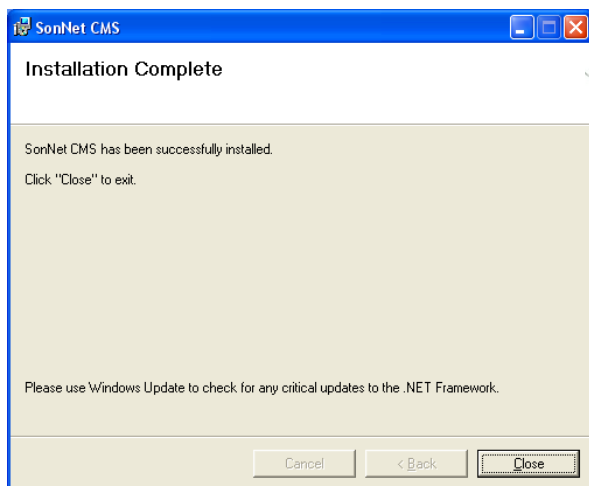 SonNet CMS
Installation Complete
SonNet CMS has been successfully installed.
Click "Close" to exit.
Please use Windows Update to check for any critical updates to the .NET Framework.
Cancel
< Back
Close